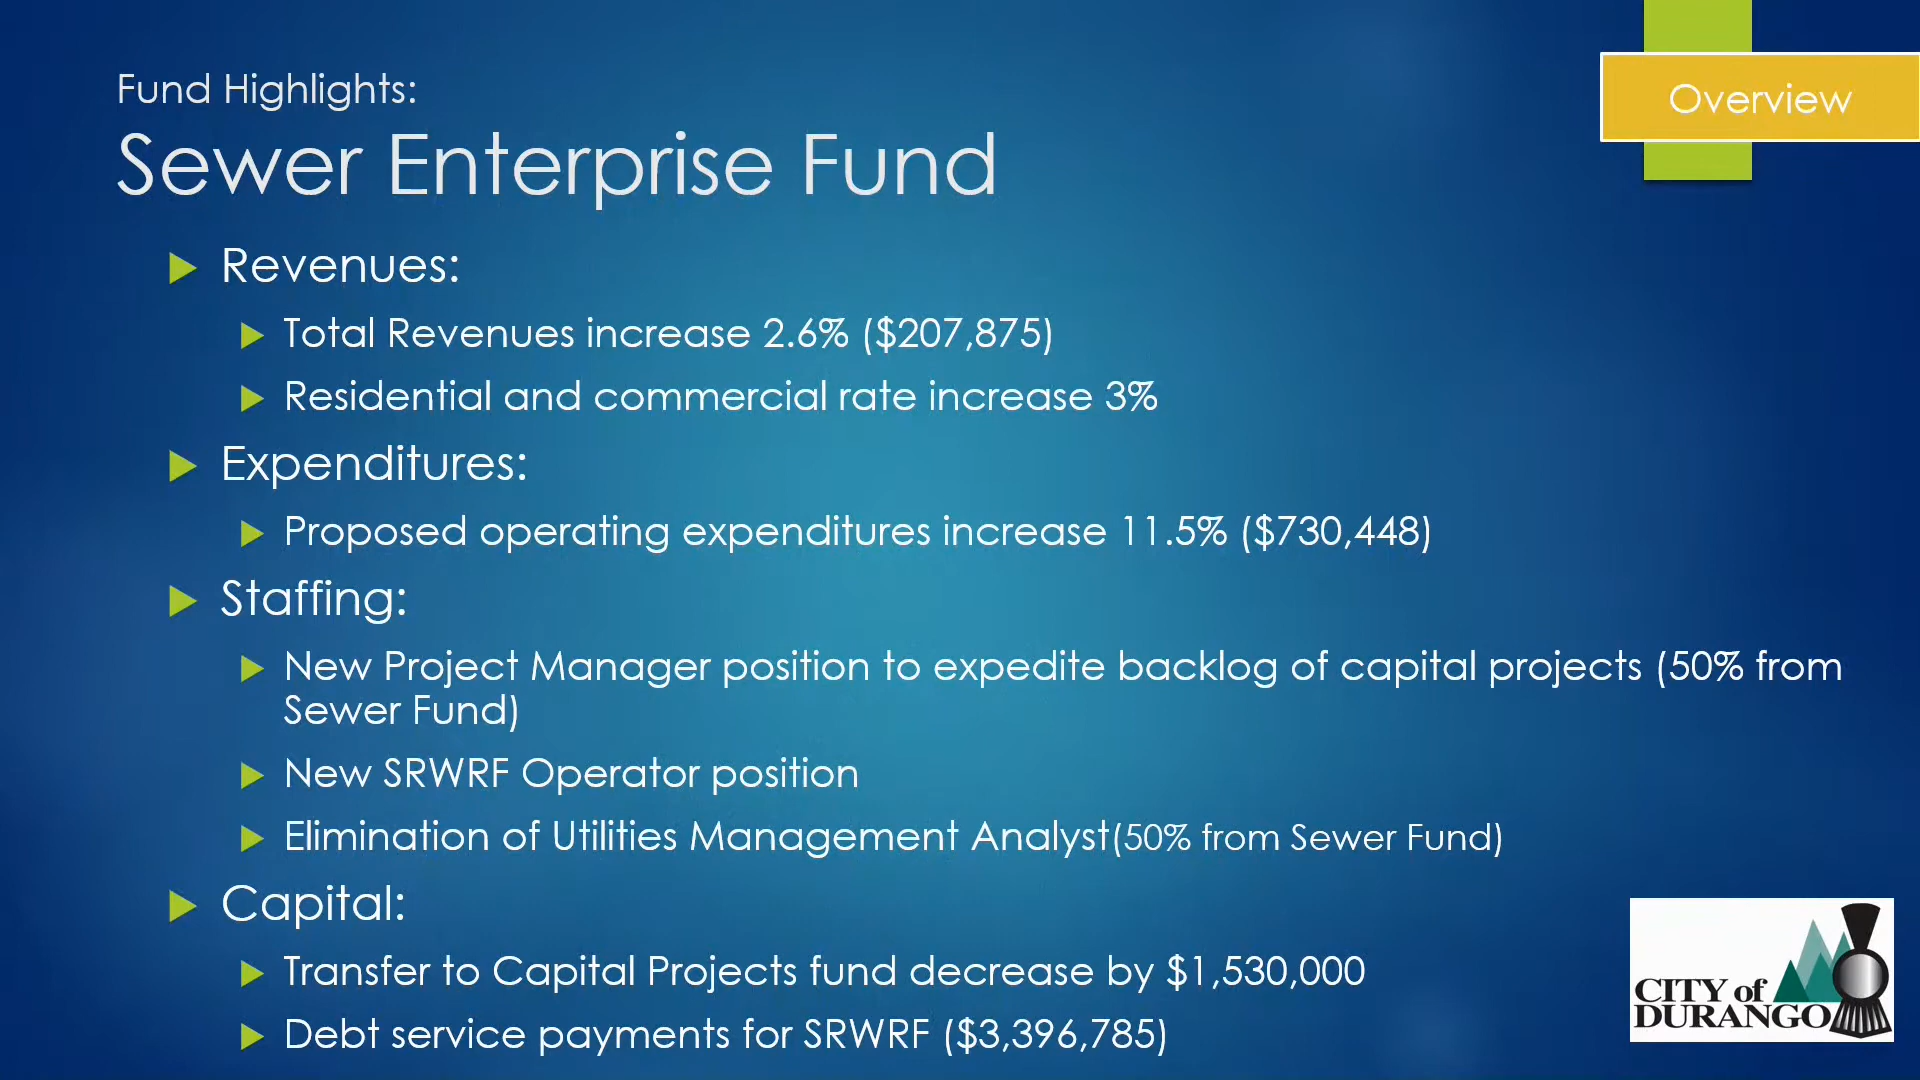 Fund Highlights:
Sewer Enterprise Fund
Overview
Revenues:
Total Revenues increase 2.6% ($207,875)
Residential and commercial rate increase 3%
Expenditures:
Proposed operating expenditures increase 11.5% ($730,448)
Staffing:
New Project Manager position to expedite backlog of capital projects (50% from
Sewer Fund)
New SRWRF Operator position
Elimination of Utilities Management Analyst(50% from Sewer Fund)
Capital:
Transfer to Capital Projects fund decrease by $1,530,000
Debt service payments for SRWRF ($3,396,785)
CITY of
DURANGO